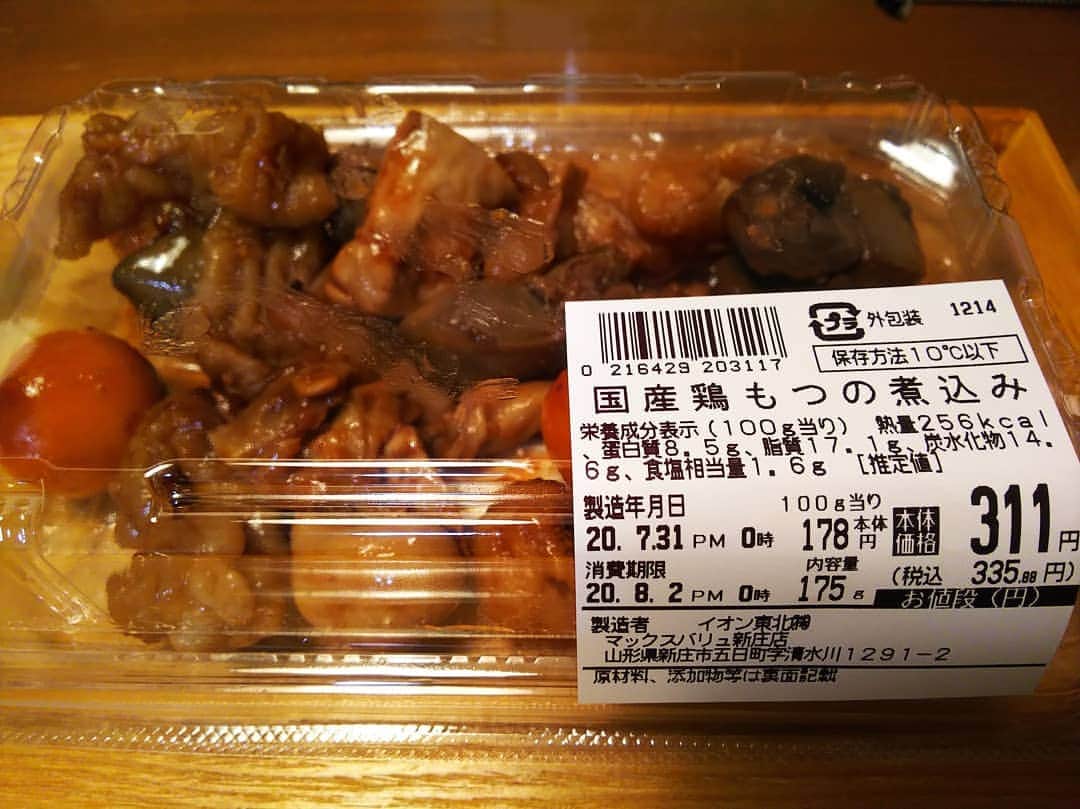 プラ 外包装 1214
0 216429 203117
保存方法10℃以下
国産鶏もつの煮込み
栄養成分表示(100g当り) 熱量256kcal
、蛋白質8.5g、脂質17.1g、炭水化物14.
6g、食塩相当量1.6g [推定値]
製造年月日 100g当り
20. 7.31 PM 0時 178本体円 本体価格 311円
消費期限 内容量 (税込 335.88円)
20. 8. 2 PM 0時 175g お値段(円)
製造者 イオン東北㈱
マックスバリュ新庄店
山形県新庄市五日町字清水川1291-2
原材料、添加物等は裏面記載